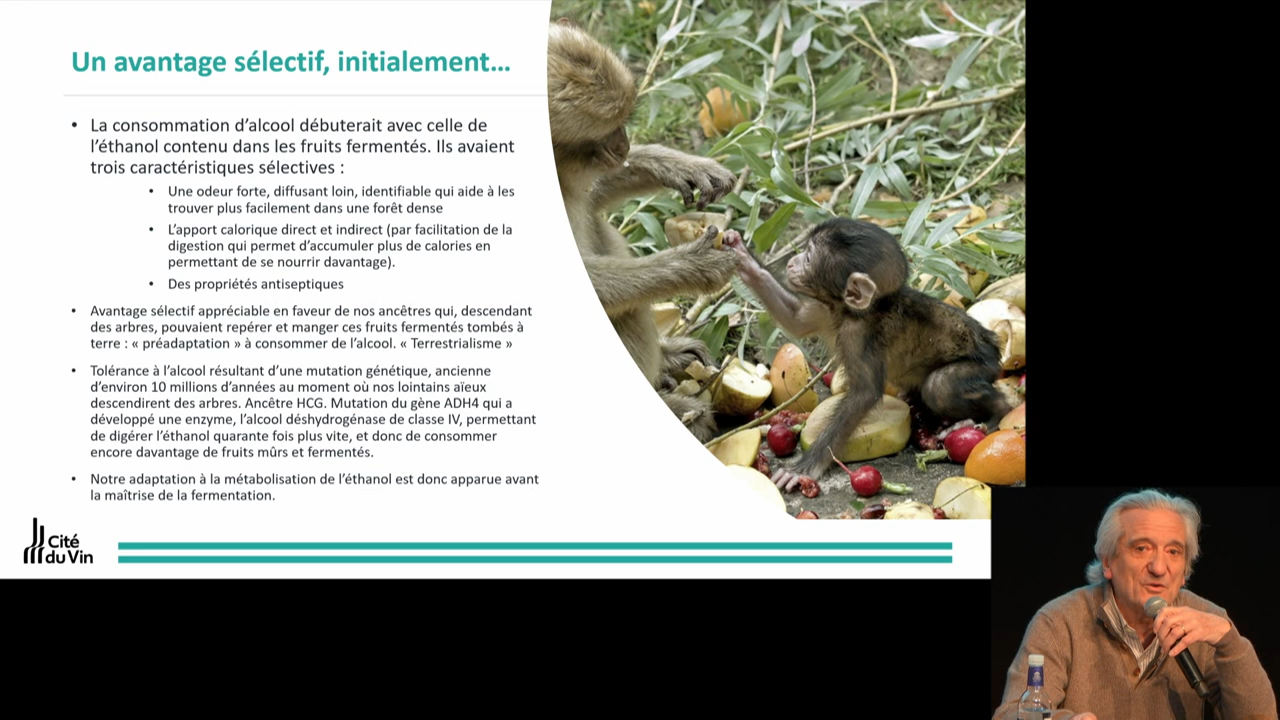 Un avantage sélectif, initialement...
• La consommation d'alcool débuterait avec celle de
l'éthanol contenu dans les fruits fermentés. Ils avaient
trois caractéristiques sélectives :
• Une odeur forte, diffusant loin, identifiable qui aide à les
trouver plus facilement dans une forêt dense
• L'apport calorique direct et indirect (par facilitation de la
digestion qui permet d'accumuler plus de calories en
permettant de se nourrir davantage).
• Des propriétés antiseptiques
• Avantage sélectif appréciable en faveur de nos ancêtres qui, descendant
des arbres, pouvaient repérer et manger ces fruits fermentés tombés à
terre : « préadaptation » à consommer de l'alcool. « Terrestrialisme »
• Tolérance à l'alcool résultant d'une mutation génétique, ancienne
d'environ 10 millions d'années au moment où nos lointains aïeux
descendirent des arbres. Ancêtre HCG. Mutation du gène ADH4 qui a
développé une enzyme, l'alcool déshydrogénase de classe IV, permettant
de digérer l'éthanol quarante fois plus vite, et donc de consommer
encore davantage de fruits mûrs et fermentés.
• Notre adaptation à la métabolisation de l'éthanol est donc apparue avant
la maîtrise de la fermentation.
Cité
du Vin